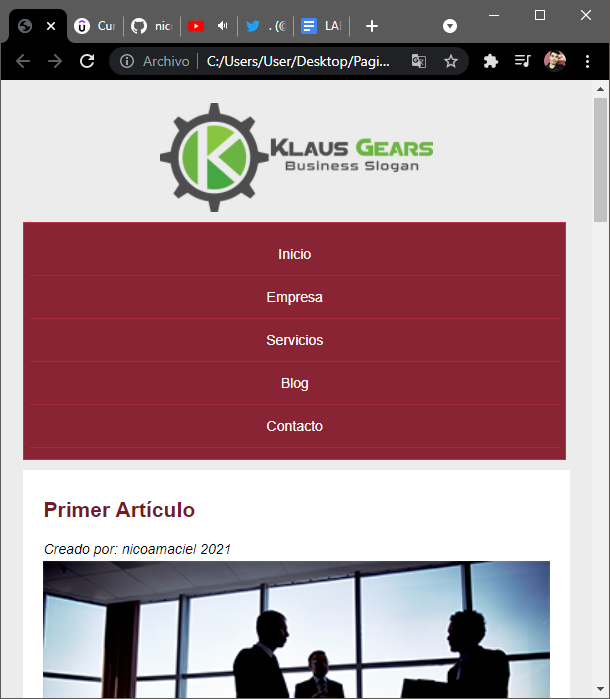 Cur
nic
. (@
LA
Archivo
C:/Users/User/Desktop/Pagi...
KLAUS GEARS
Business Slogan
Inicio
Empresa
Servicios
Blog
Contacto
Primer Artículo
Creado por: nicoamaciel 2021